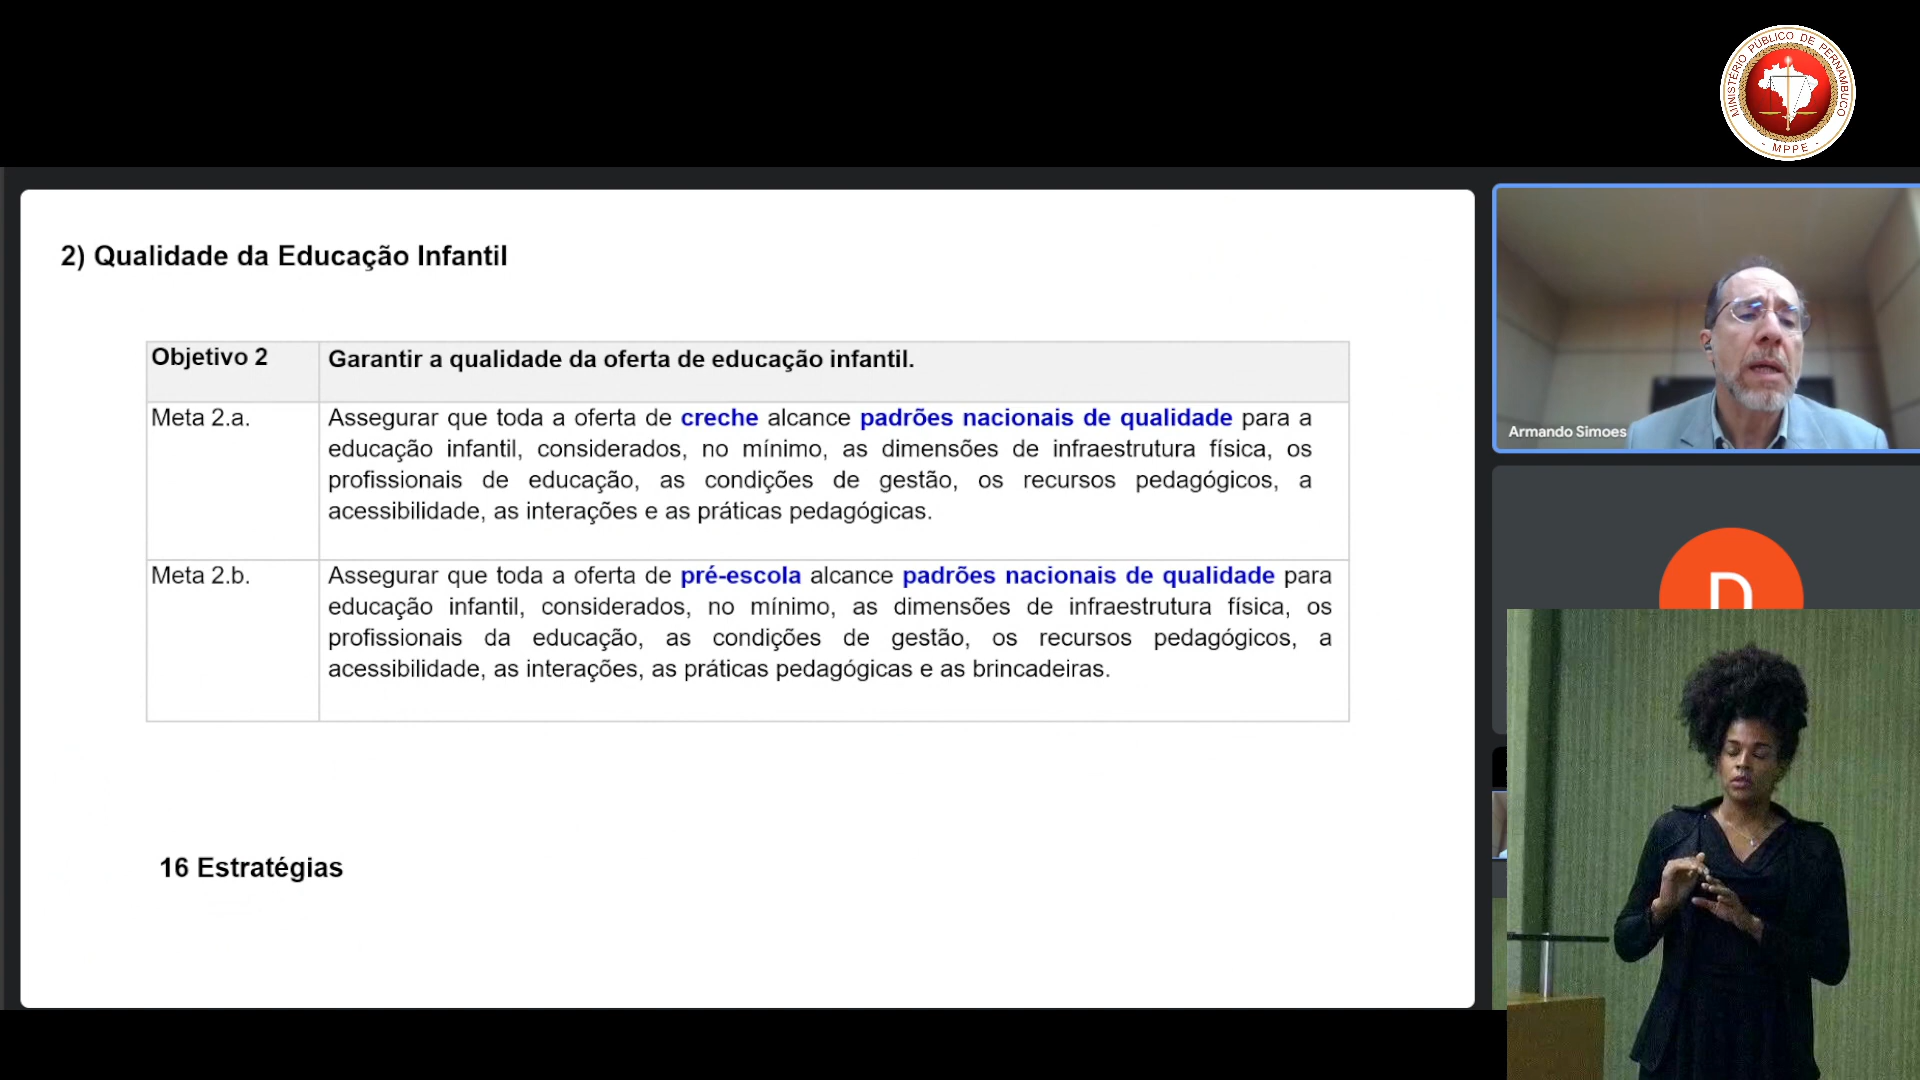 MINISTÉRIO PÚBLICO DE PERNAMBUCO
- MPPE -
2) Qualidade da Educação Infantil
Objetivo 2
Garantir a qualidade da oferta de educação infantil.
Meta 2.a.
Assegurar que toda a oferta de creche alcance padrões nacionais de qualidade para a
educação infantil, considerados, no mínimo, as dimensões de infraestrutura física, os
profissionais de educação, as condições de gestão, os recursos pedagógicos, a
acessibilidade, as interações e as práticas pedagógicas.
Meta 2.b.
Assegurar que toda a oferta de pré-escola alcance padrões nacionais de qualidade para
educação infantil, considerados, no mínimo, as dimensões de infraestrutura física, os
profissionais da educação, as condições de gestão, os recursos pedagógicos, a
acessibilidade, as interações, as práticas pedagógicas e as brincadeiras.
16 Estratégias
Armando Simoes
D